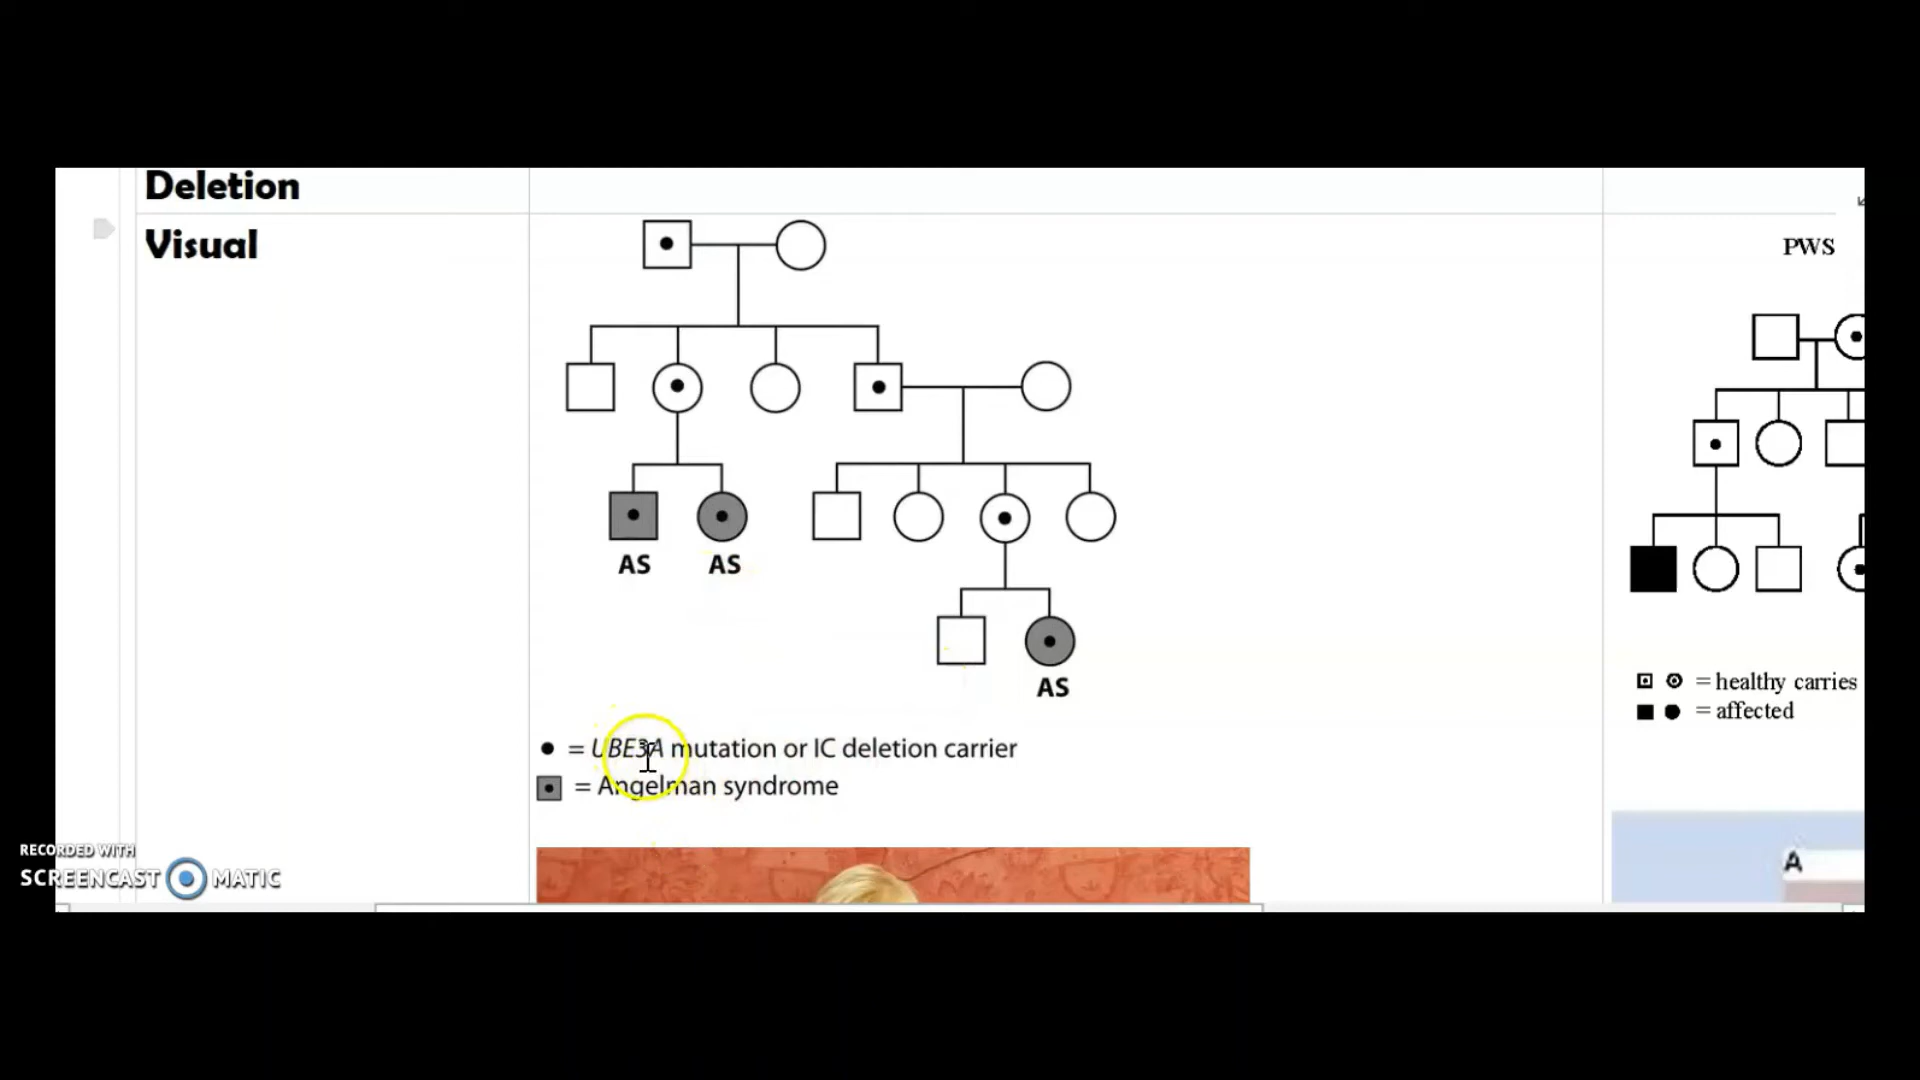 Deletion
Visual
PWS
AS
AS
AS
= UBE3A mutation or IC deletion carrier
= Angelman syndrome
= healthy carries
= affected
A
RECORDED WITH
SCREENCAST MATIC